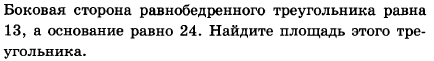 Боковая сторона равнобедренного треугольника равна
13, а основание равно 24. Найдите площадь этого тре-
угольника.